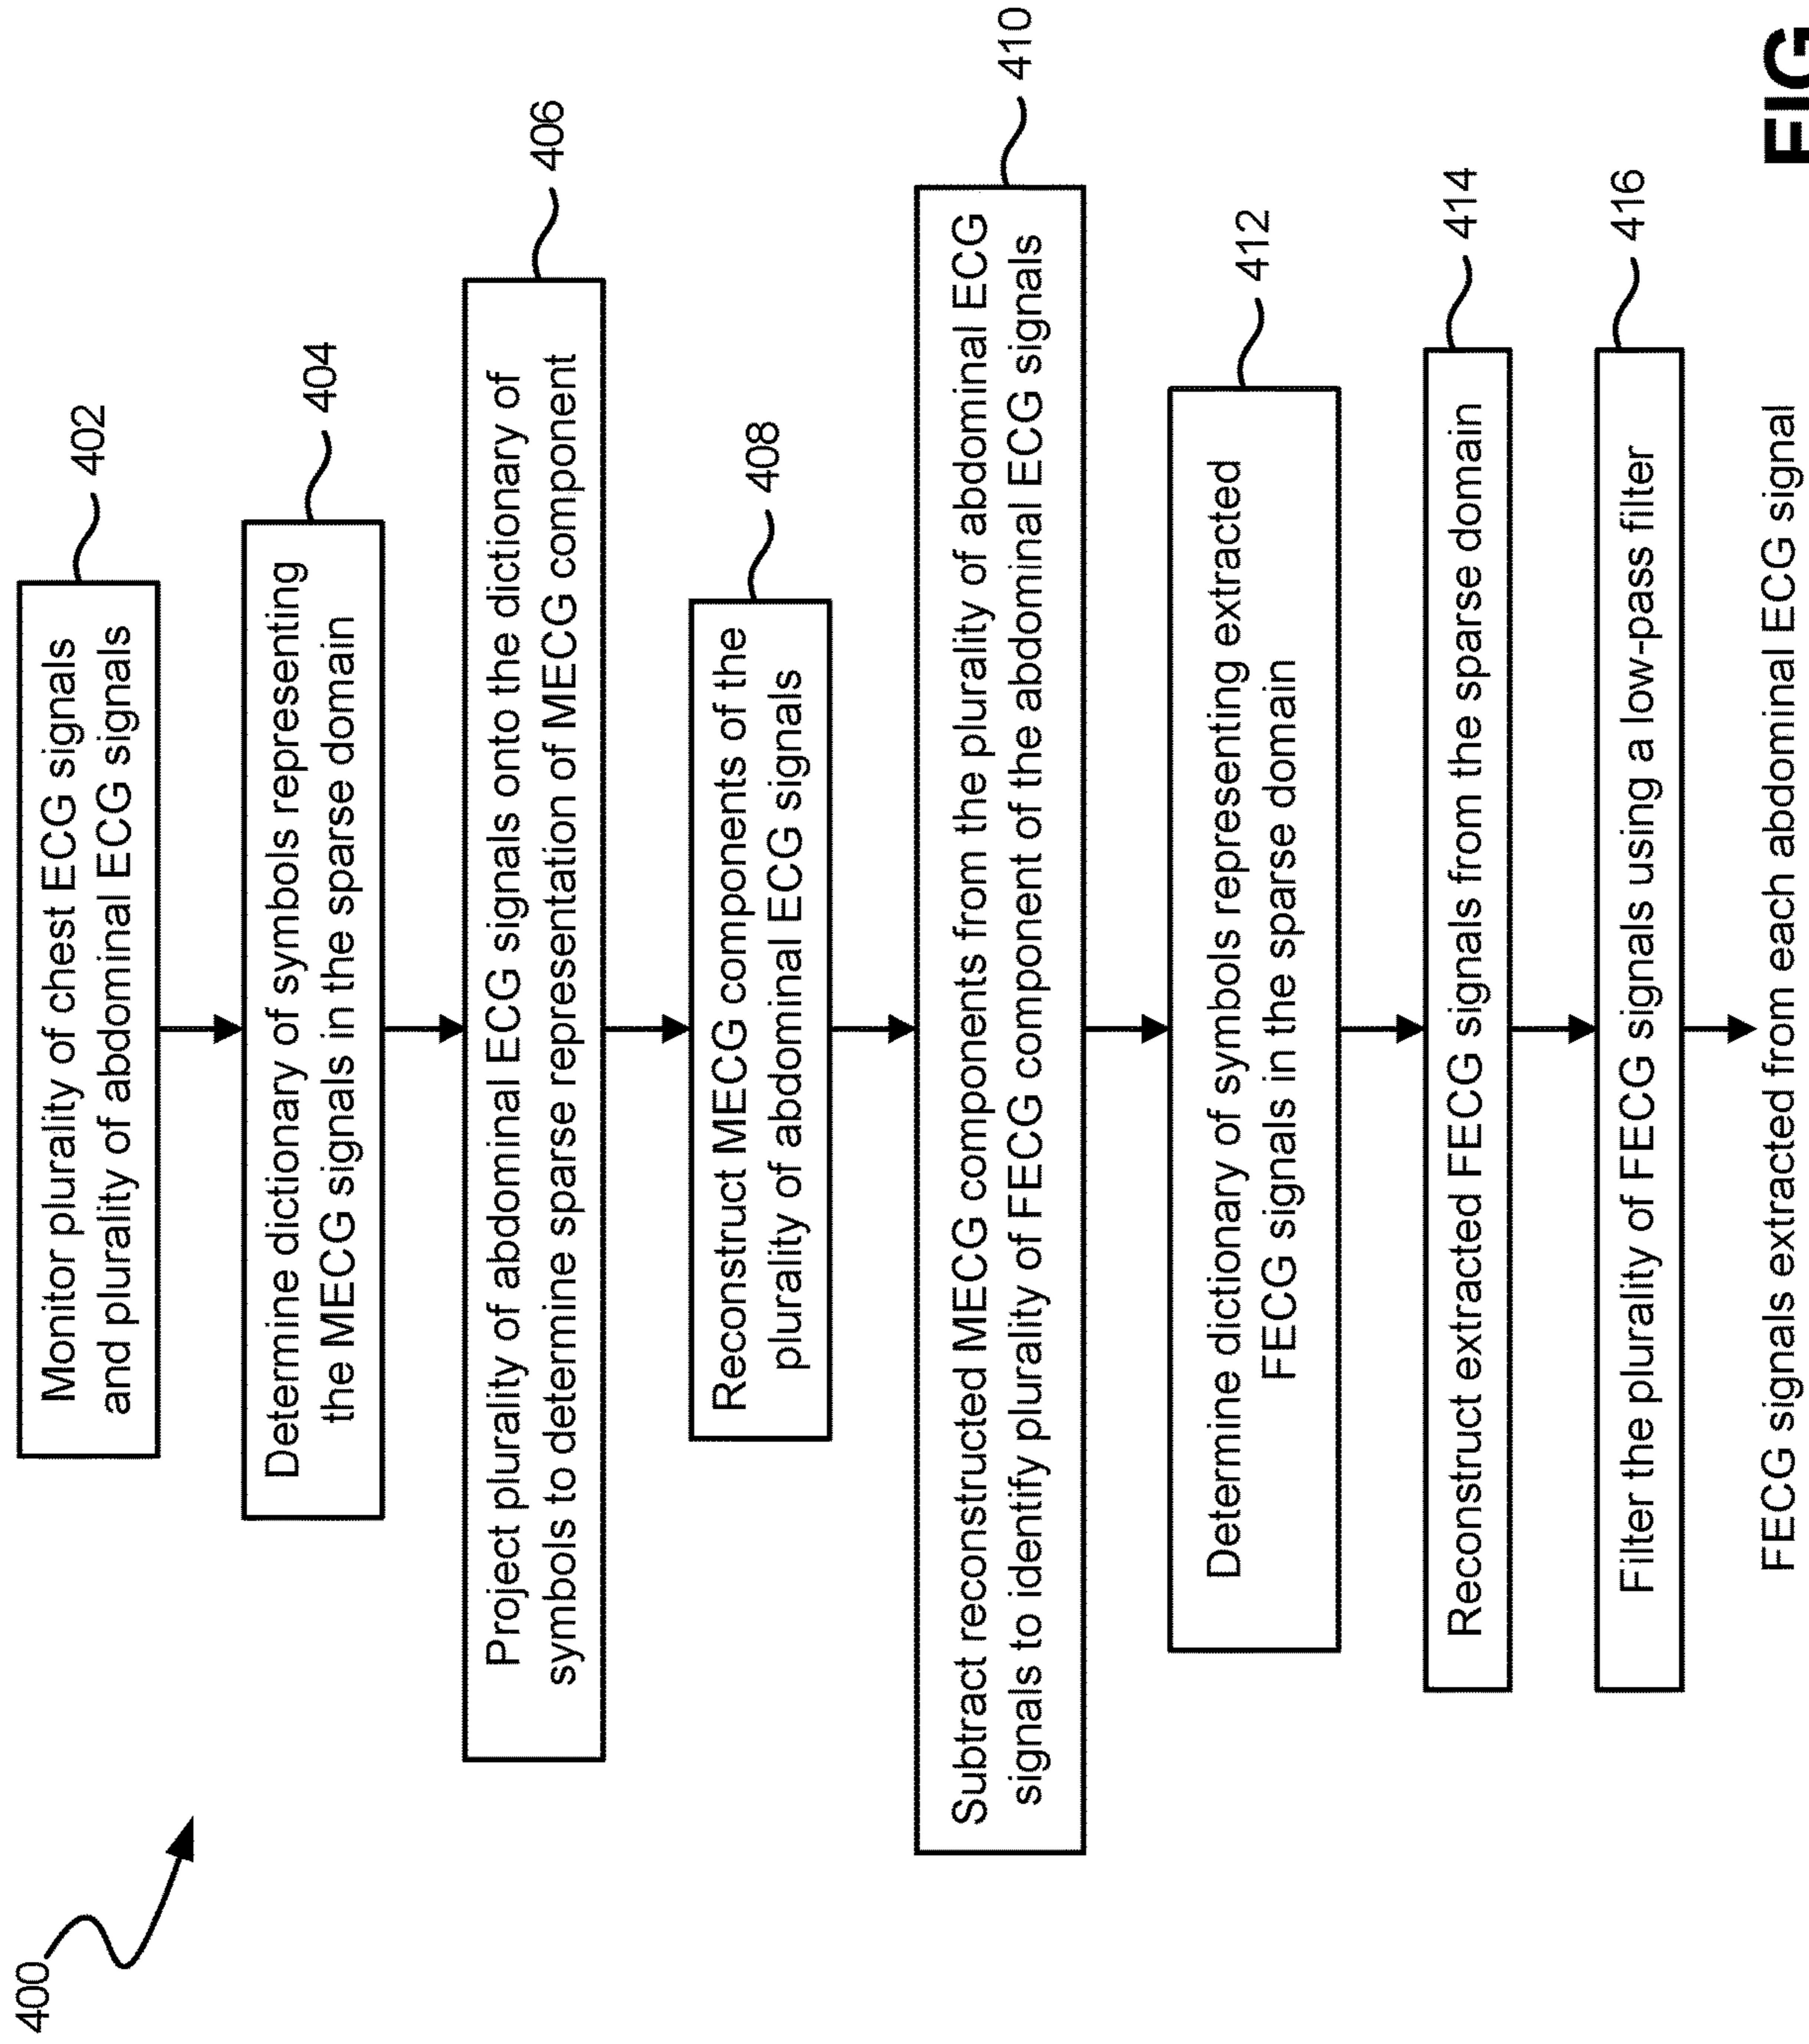 400
Monitor plurality of chest ECG signals
and plurality of abdominal ECG signals
402
Determine dictionary of symbols representing
the MECG signals in the sparse domain
404
Project plurality of abdominal ECG signals onto the dictionary of
symbols to determine sparse representation of MECG component
406
Reconstruct MECG components of the
plurality of abdominal ECG signals
408
Subtract reconstructed MECG components from the plurality of abdominal ECG
signals to identify plurality of FECG component of the abdominal ECG signals
410
Determine dictionary of symbols representing extracted
FECG signals in the sparse domain
412
Reconstruct extracted FECG signals from the sparse domain
414
Filter the plurality of FECG signals using a low-pass filter
416
FECG signals extracted from each abdominal ECG signal
FIG